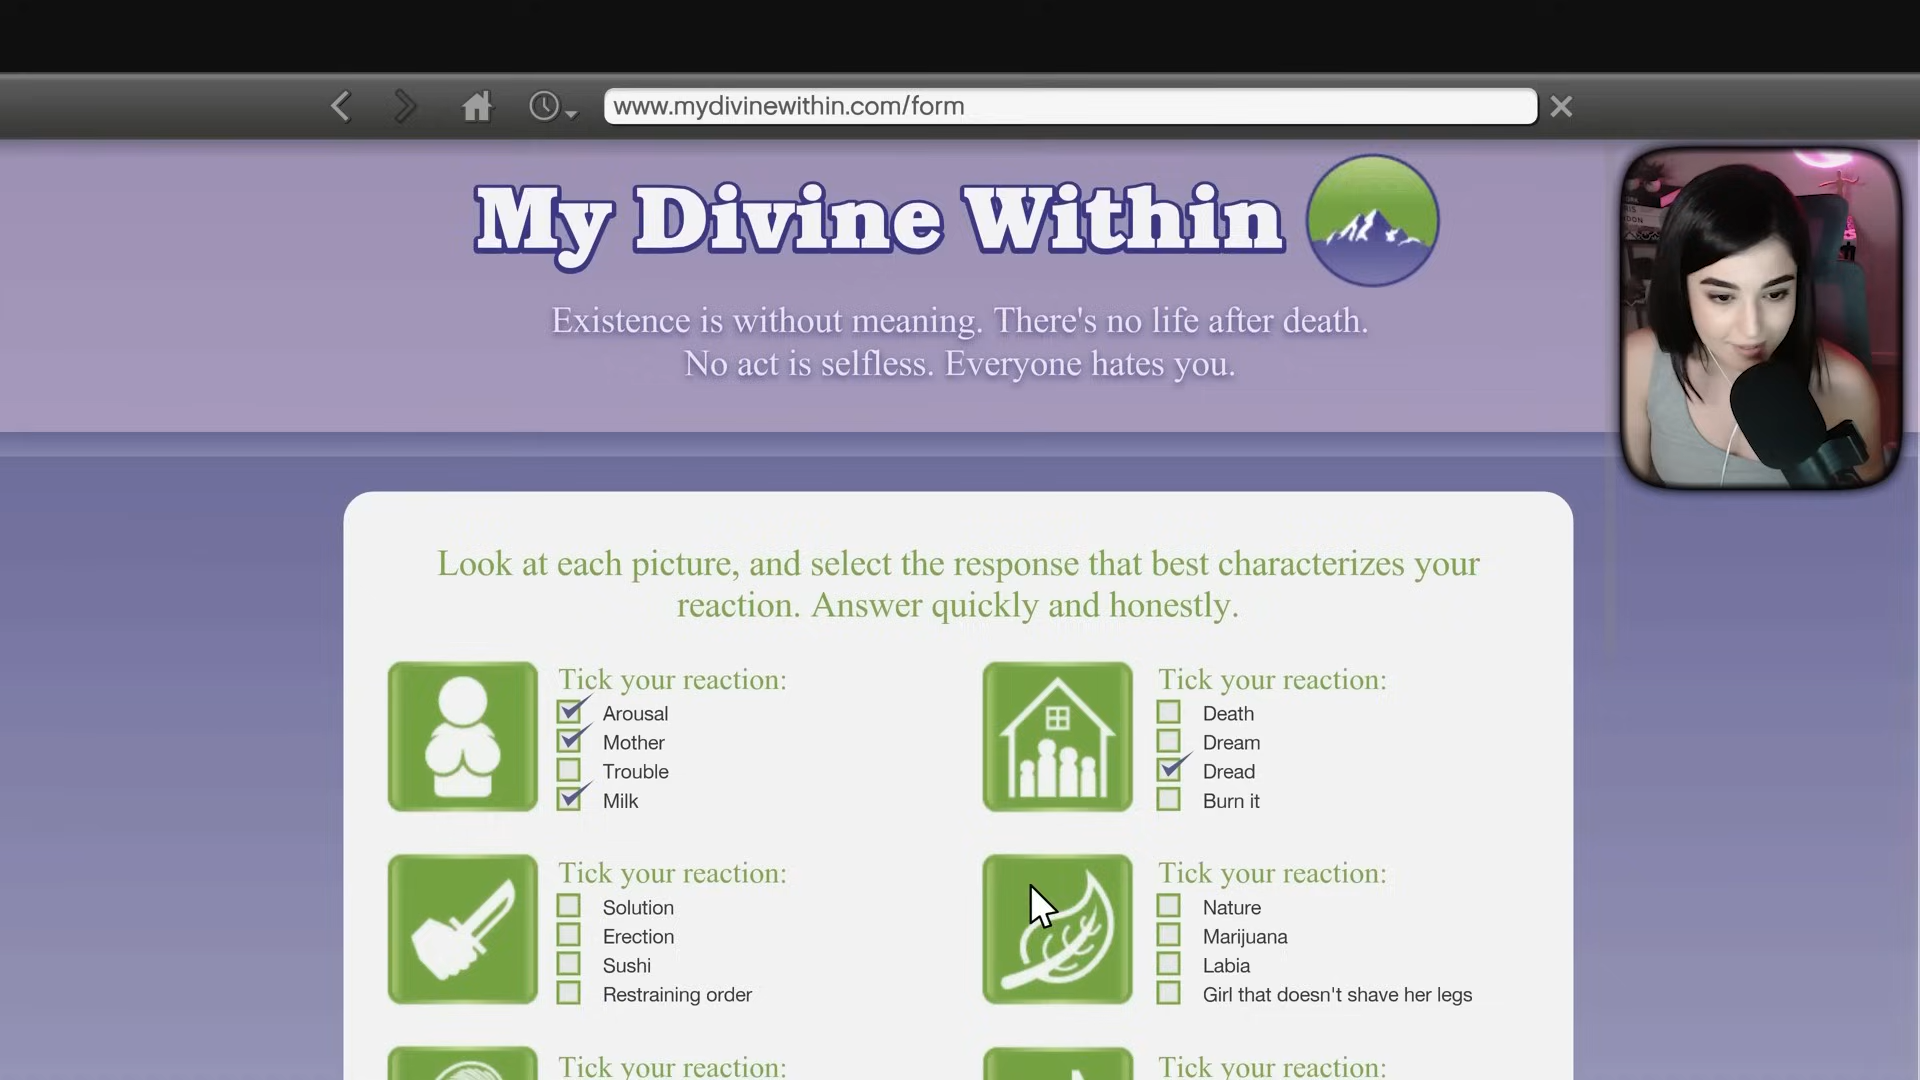 www.mydivinewithin.com/form
My Divine Within
Existence is without meaning. There's no life after death.
No act is selfless. Everyone hates you.
Look at each picture, and select the response that best characterizes your
reaction. Answer quickly and honestly.
Tick your reaction:
Arousal
Mother
Trouble
Milk
Tick your reaction:
Death
Dream
Dread
Burn it
Tick your reaction:
Solution
Erection
Sushi
Restraining order
Tick your reaction:
Nature
Marijuana
Labia
Girl that doesn't shave her legs
Tick your reaction:
Tick your reaction: